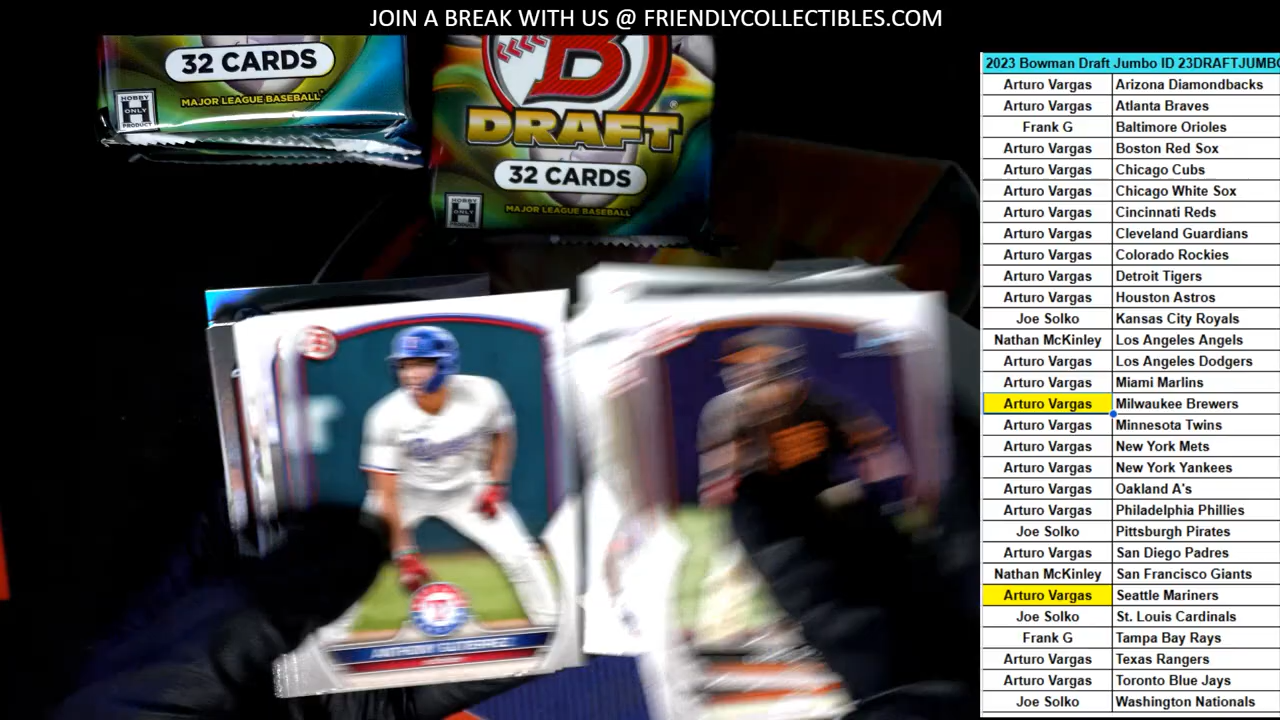 JOIN A BREAK WITH US @ FRIENDLYCOLLECTIBLES.COM
32 CARDS
HOBBY
H
ONLY
PRODUCT
MAJOR LEAGUE BASEBALL
B
DRAFT
32 CARDS
HOBBY
H
ONLY
PRODUCT
MAJOR LEAGUE BASEBALL
B
T
ANTHONY GUTIERREZ
2023 Bowman Draft Jumbo ID 23DRAFTJUMBO
Arturo Vargas Arizona Diamondbacks
Arturo Vargas Atlanta Braves
Frank G Baltimore Orioles
Arturo Vargas Boston Red Sox
Arturo Vargas Chicago Cubs
Arturo Vargas Chicago White Sox
Arturo Vargas Cincinnati Reds
Arturo Vargas Cleveland Guardians
Arturo Vargas Colorado Rockies
Arturo Vargas Detroit Tigers
Arturo Vargas Houston Astros
Joe Solko Kansas City Royals
Nathan McKinley Los Angeles Angels
Arturo Vargas Los Angeles Dodgers
Arturo Vargas Miami Marlins
Arturo Vargas Milwaukee Brewers
Arturo Vargas Minnesota Twins
Arturo Vargas New York Mets
Arturo Vargas New York Yankees
Arturo Vargas Oakland A's
Arturo Vargas Philadelphia Phillies
Joe Solko Pittsburgh Pirates
Arturo Vargas San Diego Padres
Nathan McKinley San Francisco Giants
Arturo Vargas Seattle Mariners
Joe Solko St. Louis Cardinals
Frank G Tampa Bay Rays
Arturo Vargas Texas Rangers
Arturo Vargas Toronto Blue Jays
Joe Solko Washington Nationals